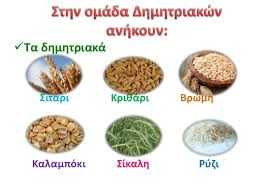 Στην ομάδα Δημητριακών
ανήκουν:
✓Τα δημητριακά
Σιτάρι Κριθάρι Βρώμη
Καλαμπόκι Σίκαλη Ρύζι